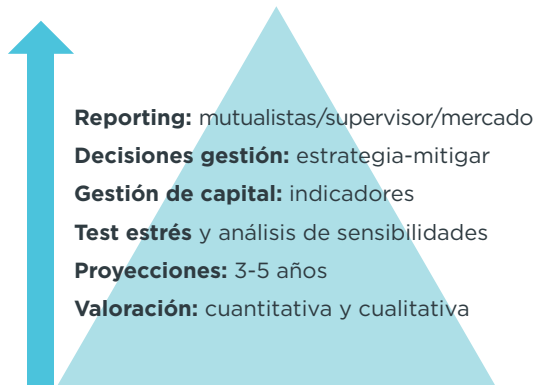 Reporting: mutualistas/supervisor/mercado
Decisiones gestión: estrategia-mitigar
Gestión de capital: indicadores
Test estrés y análisis de sensibilidades
Proyecciones: 3-5 años
Valoración: cuantitativa y cualitativa